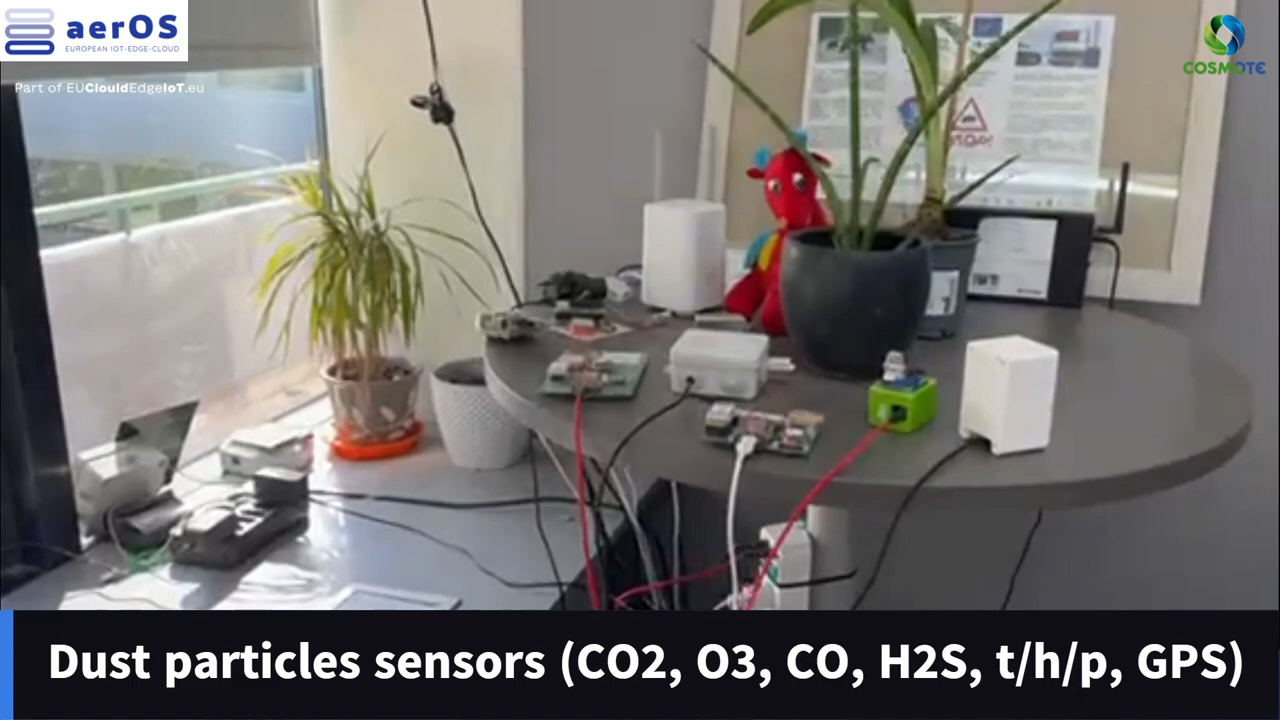 aerOS
EUROPEAN IOT-EDGE-CLOUD
Part of EUClouldEdgeIoT.eu
COSMOTE
Dust particles sensors (CO2, O3, CO, H2S, t/h/p, GPS)